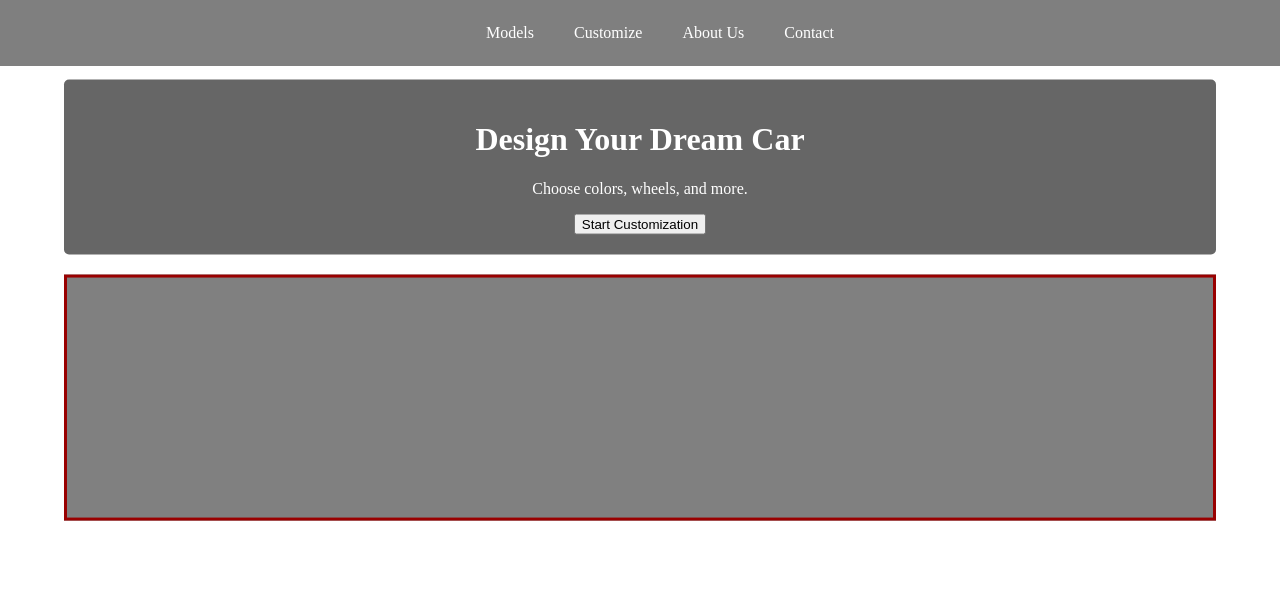 Models Customize About Us Contact
Design Your Dream Car
Choose colors, wheels, and more.
Start Customization